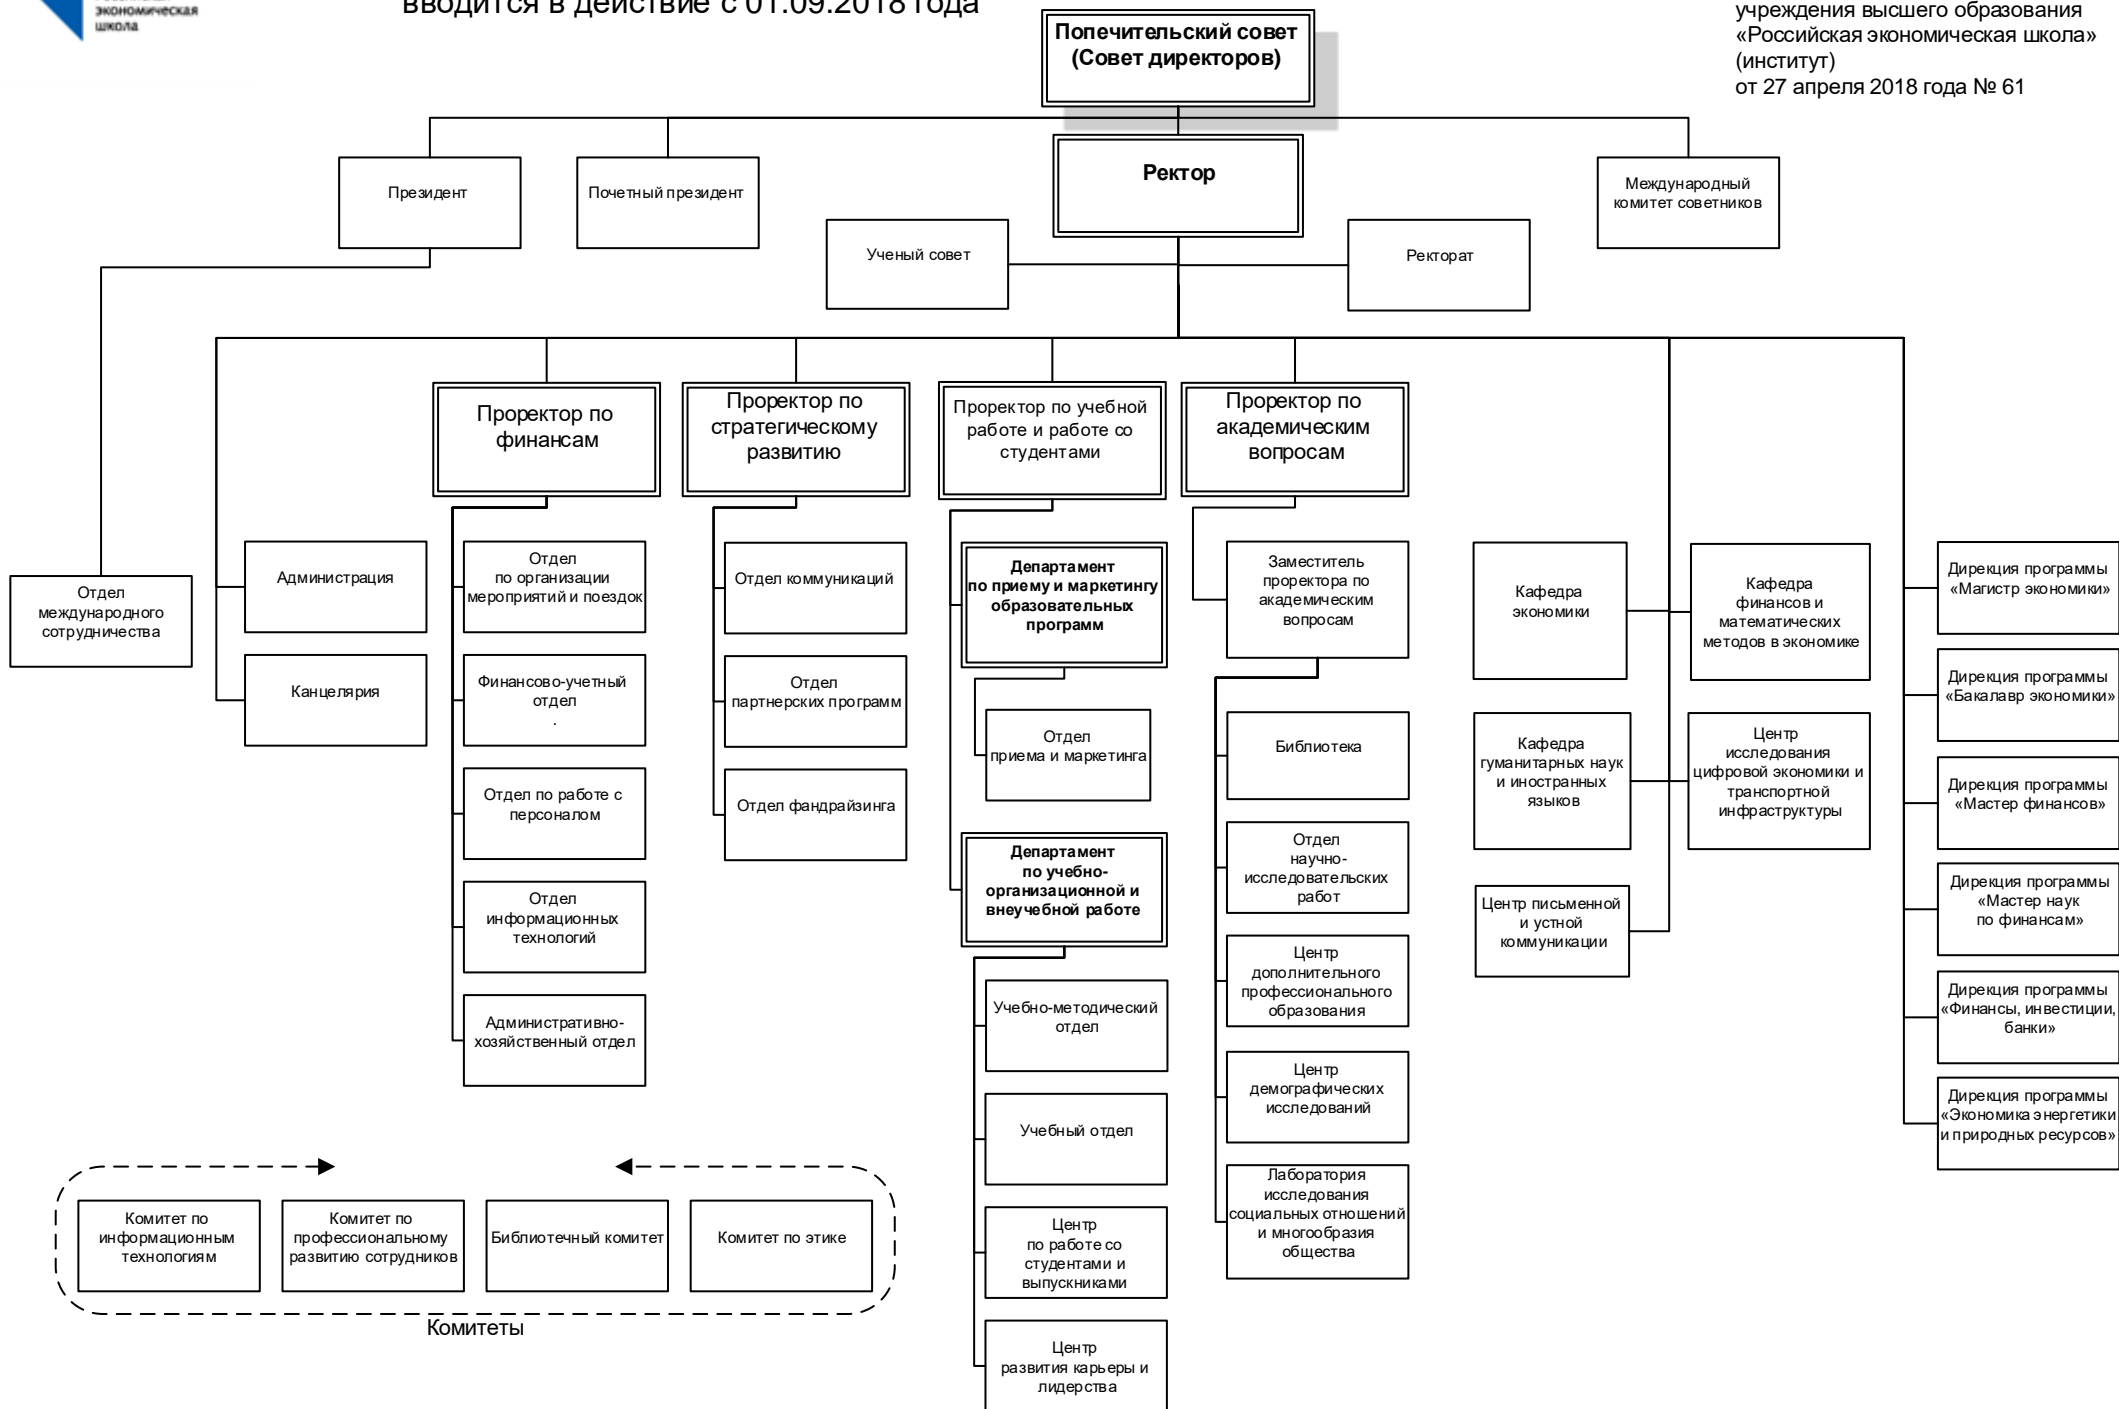 экономическая
школа
вводится в действие с 01.09.2018 года
учреждения высшего образования
«Российская экономическая школа»
(институт)
от 27 апреля 2018 года № 61
Попечительский совет
(Совет директоров)
Президент
Почетный президент
Ректор
Международный
комитет советников
Ученый совет
Ректорат
Проректор по
финансам
Проректор по
стратегическому
развитию
Проректор по учебной
работе и работе со
студентами
Проректор по
академическим
вопросам
Отдел
международного
сотрудничества
Администрация
Канцелярия
Отдел
по организации
мероприятий и поездок
Финансово-учетный
отдел
.
Отдел по работе с
персоналом
Отдел
информационных
технологий
Административно-
хозяйственный отдел
Отдел коммуникаций
Отдел
партнерских программ
Отдел фандрайзинга
Департамент
по приему и маркетингу
образовательных
программ
Отдел
приема и маркетинга
Департамент
по учебно-
организационной и
внеучебной работе
Учебно-методический
отдел
Учебный отдел
Центр
по работе со
студентами и
выпускниками
Центр
развития карьеры и
лидерства
Заместитель
проректора по
академическим
вопросам
Библиотека
Отдел
научно-
исследовательских
работ
Центр
дополнительного
профессионального
образования
Центр
демографических
исследований
Лаборатория
исследования
социальных отношений
и многообразия
общества
Кафедра
экономики
Кафедра
финансов и
математических
методов в экономике
Кафедра
гуманитарных наук
и иностранных
языков
Центр
исследования
цифровой экономики и
транспортной
инфраструктуры
Центр письменной
и устной
коммуникации
Дирекция программы
«Магистр экономики»
Дирекция программы
«Бакалавр экономики»
Дирекция программы
«Мастер финансов»
Дирекция программы
«Мастер наук
по финансам»
Дирекция программы
«Финансы, инвестиции,
банки»
Дирекция программы
«Экономика энергетики
и природных ресурсов»
Комитет по
информационным
технологиям
Комитет по
профессиональному
развитию сотрудников
Библиотечный комитет
Комитет по этике
Комитеты